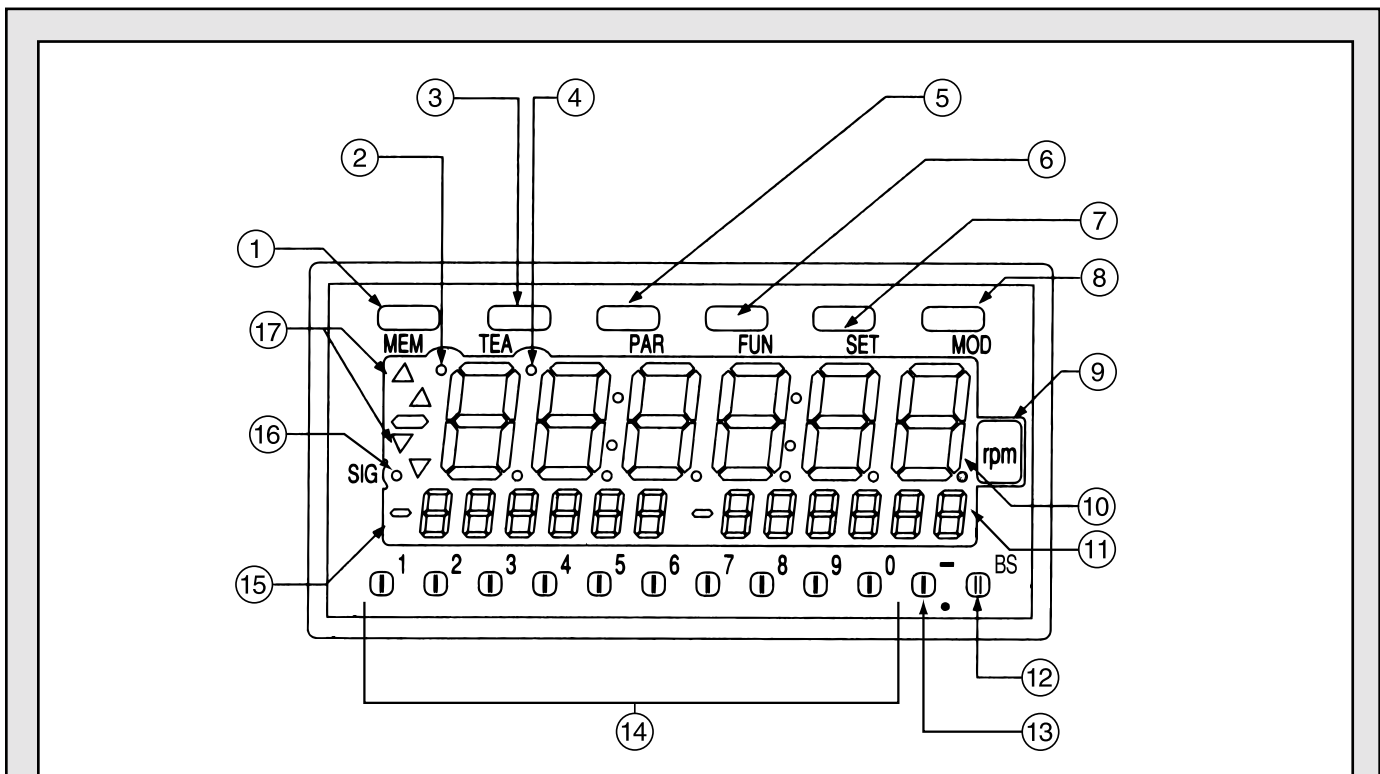 ③ ④ ⑤
② ⑥
⑦
① ⑧
⑰ MEM TEA PAR FUN SET MOD
⑨
⑯ rpm
SIG
⑩
⑪
1 2 3 4 5 6 7 8 9 0 - BS
⑮
.
⑫
⑭ ⑬